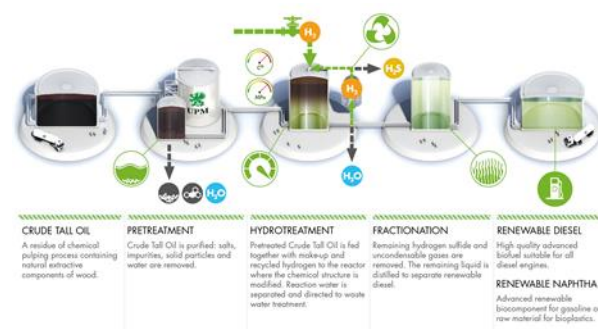 H₂
H₂S
C°
MPa
H₂
UPM
H₂O
H₂O
CRUDE TALL OIL
A residue of chemical
pulping process containing
natural extractive
components of wood.
PRETREATMENT
Crude Tall Oil is purified: salts,
impurities, solid particles and
water are removed.
HYDROTREATMENT
Pretreated Crude Tall Oil is fed
together with make-up and
recycled hydrogen to the reactor
where the chemical structure is
modified. Reaction water is
separated and directed to waste
water treatment.
FRACTIONATION
Remaining hydrogen sulfide and
uncondensable gases are
removed. The remaining liquid is
distilled to separate renewable
diesel.
RENEWABLE DIESEL
High quality advanced
biofuel suitable for all
diesel engines.
RENEWABLE NAPHTHA
Advanced renewable
biocomponent for gasoline o
raw material for bioplastics.